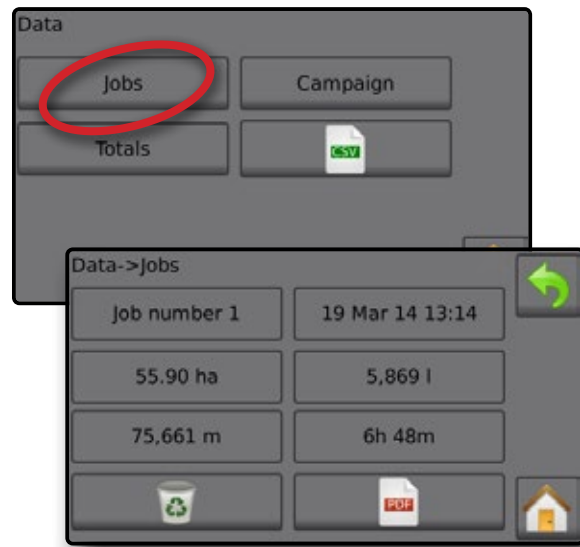 Data
Jobs Campaign
Totals CSV
Data->Jobs
Job number 1 19 Mar 14 13:14
55.90 ha 5,869 l
75,661 m 6h 48m
PDF